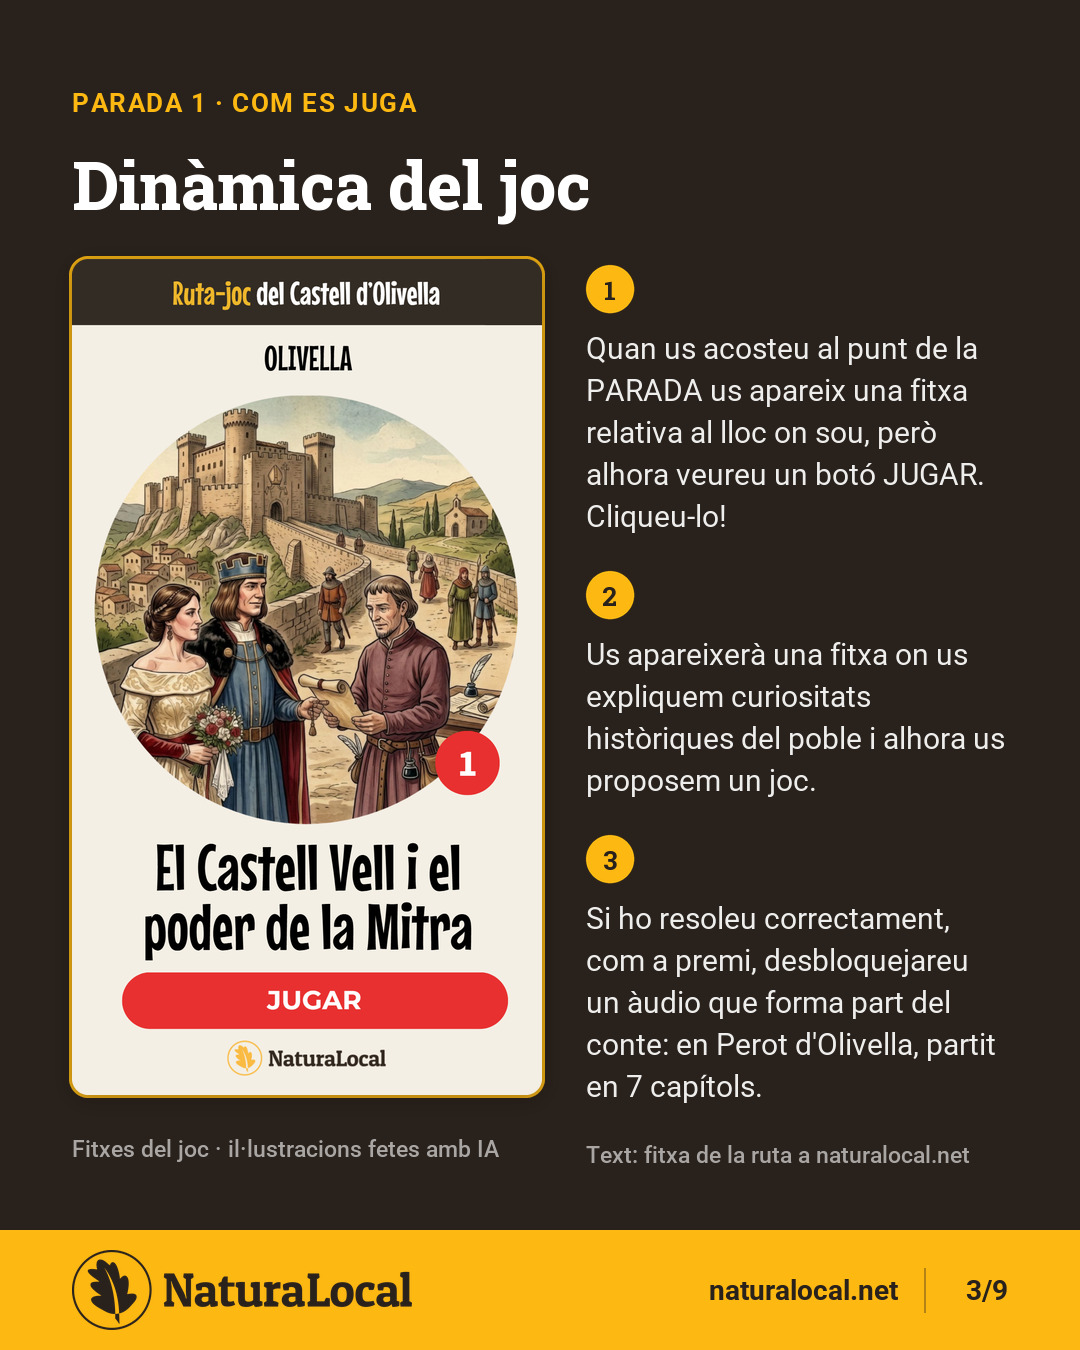 PARADA 1 · COM ES JUGA
Dinàmica del joc
Ruta-joc del Castell d'Olivella
OLIVELLA
1
El Castell Vell i el
poder de la Mitra
JUGAR
NaturaLocal
Fitxes del joc · il·lustracions fetes amb IA
1
Quan us acosteu al punt de la
PARADA us apareix una fitxa
relativa al lloc on sou, però
alhora veureu un botó JUGAR.
Cliqueu-lo!
2
Us apareixerà una fitxa on us
expliquem curiositats
històriques del poble i alhora us
proposem un joc.
3
Si ho resoleu correctament,
com a premi, desbloquejareu
un àudio que forma part del
conte: en Perot d'Olivella, partit
en 7 capítols.
Text: fitxa de la ruta a naturalocal.net
NaturaLocal
naturalocal.net
3/9